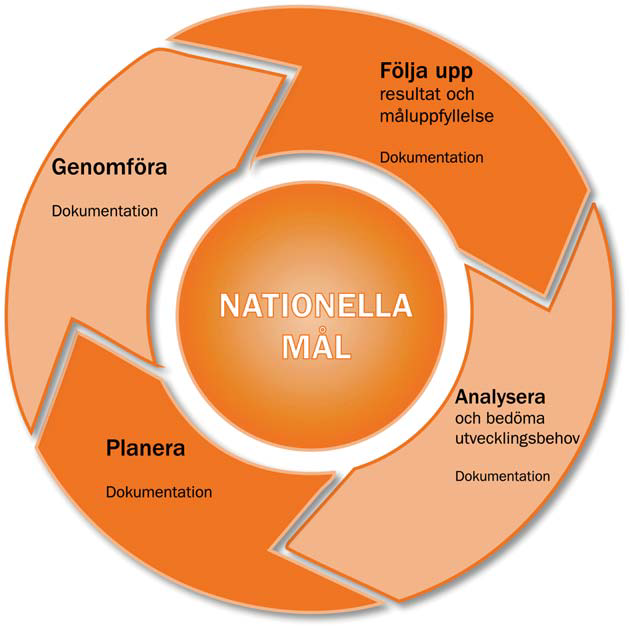 Följa upp
resultat och
måluppfyllelse
Dokumentation
Genomföra
Dokumentation
NATIONELLA
MÅL
Analysera
och bedöma
utvecklingsbehov
Dokumentation
Planera
Dokumentation